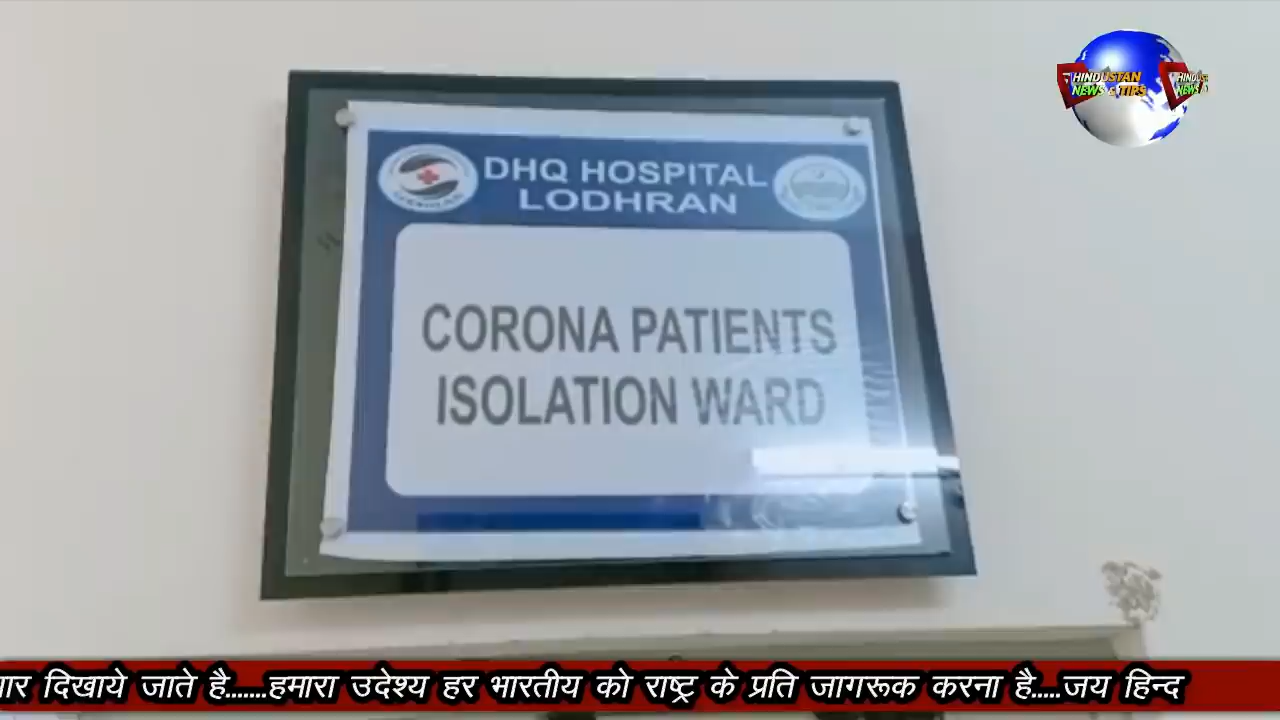 HINDUSTAN
NEWS & TIPS
DHQ HOSPITAL
LODHRAN
CORONA PATIENTS
ISOLATION WARD
दिखाये जाते है.......हमारा उदेश्य हर भारतीय को राष्ट्र के प्रति जागरूक करना है.....जय हिन्द